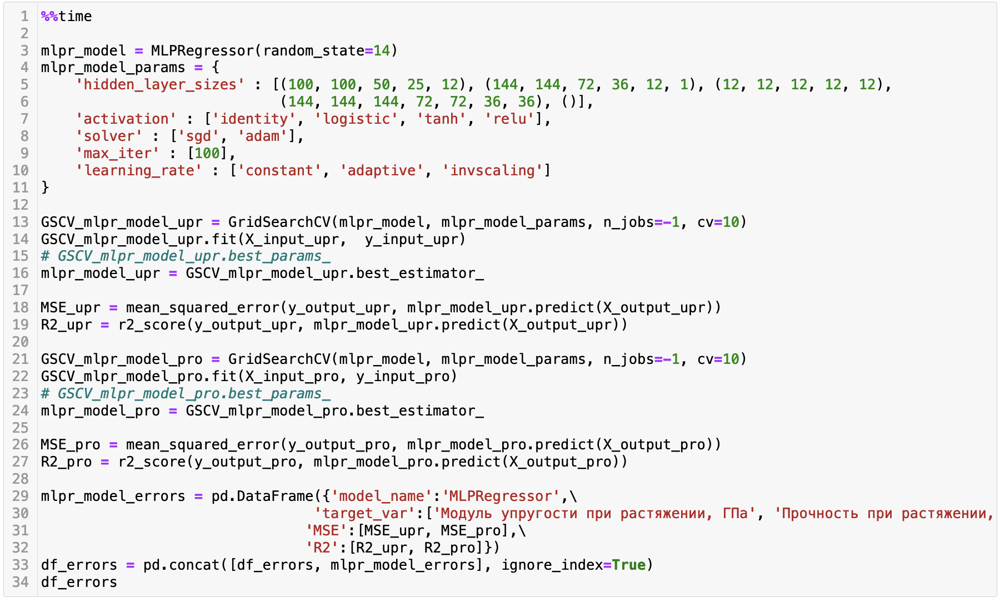 1 %%time
2
3 mlpr_model = MLPRegressor(random_state=14)
4 mlpr_model_params = {
5     'hidden_layer_sizes' : [(100, 100, 50, 25, 12), (144, 144, 72, 36, 12, 1), (12, 12, 12, 12, 12),
6                             (144, 144, 144, 72, 72, 36, 36), ()],
7     'activation' : ['identity', 'logistic', 'tanh', 'relu'],
8     'solver' : ['sgd', 'adam'],
9     'max_iter' : [100],
10     'learning_rate' : ['constant', 'adaptive', 'invscaling']
11 }
12
13 GSCV_mlpr_model_upr = GridSearchCV(mlpr_model, mlpr_model_params, n_jobs=-1, cv=10)
14 GSCV_mlpr_model_upr.fit(X_input_upr,  y_input_upr)
15 # GSCV_mlpr_model_upr.best_params_
16 mlpr_model_upr = GSCV_mlpr_model_upr.best_estimator_
17
18 MSE_upr = mean_squared_error(y_output_upr, mlpr_model_upr.predict(X_output_upr))
19 R2_upr = r2_score(y_output_upr, mlpr_model_upr.predict(X_output_upr))
20
21 GSCV_mlpr_model_pro = GridSearchCV(mlpr_model, mlpr_model_params, n_jobs=-1, cv=10)
22 GSCV_mlpr_model_pro.fit(X_input_pro, y_input_pro)
23 # GSCV_mlpr_model_pro.best_params_
24 mlpr_model_pro = GSCV_mlpr_model_pro.best_estimator_
25
26 MSE_pro = mean_squared_error(y_output_pro, mlpr_model_pro.predict(X_output_pro))
27 R2_pro = r2_score(y_output_pro, mlpr_model_pro.predict(X_output_pro))
28
29 mlpr_model_errors = pd.DataFrame({'model_name':'MLPRegressor',\
30                                 'target_var':['Модуль упругости при растяжении, ГПа', 'Прочность при растяжении,
31                                'MSE':[MSE_upr, MSE_pro],\
32                                'R2':[R2_upr, R2_pro]})
33 df_errors = pd.concat([df_errors, mlpr_model_errors], ignore_index=True)
34 df_errors